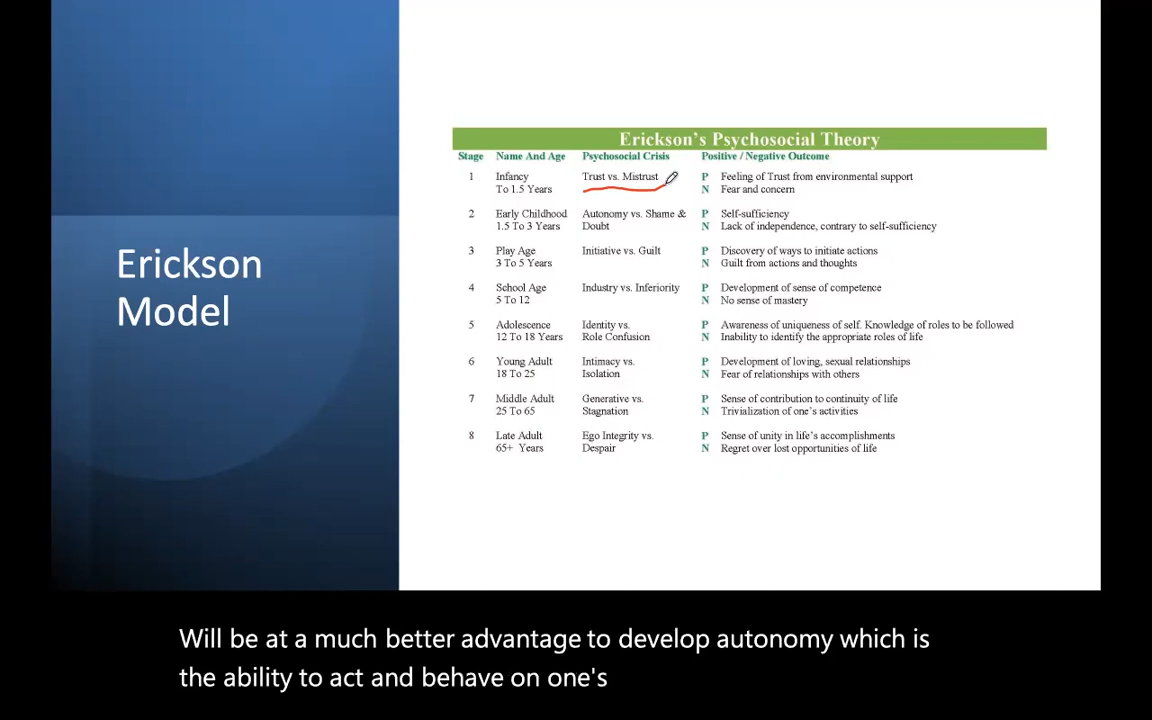 Erickson
Model
Erickson's Psychosocial Theory
Stage Name And Age Psychosocial Crisis Positive / Negative Outcome
1 Infancy Trust vs. Mistrust P Feeling of Trust from environmental support
To 1.5 Years N Fear and concern
2 Early Childhood Autonomy vs. Shame & P Self-sufficiency
1.5 To 3 Years Doubt N Lack of independence, contrary to self-sufficiency
3 Play Age Initiative vs. Guilt P Discovery of ways to initiate actions
3 To 5 Years N Guilt from actions and thoughts
4 School Age Industry vs. Inferiority P Development of sense of competence
5 To 12 N No sense of mastery
5 Adolescence Identity vs. P Awareness of uniqueness of self. Knowledge of roles to be followed
12 To 18 Years Role Confusion N Inability to identify the appropriate roles of life
6 Young Adult Intimacy vs. P Development of loving, sexual relationships
18 To 25 Isolation N Fear of relationships with others
7 Middle Adult Generative vs. P Sense of contribution to continuity of life
25 To 65 Stagnation N Trivialization of one's activities
8 Late Adult Ego Integrity vs. P Sense of unity in life's accomplishments
65+ Years Despair N Regret over lost opportunities of life
Will be at a much better advantage to develop autonomy which is
the ability to act and behave on one's